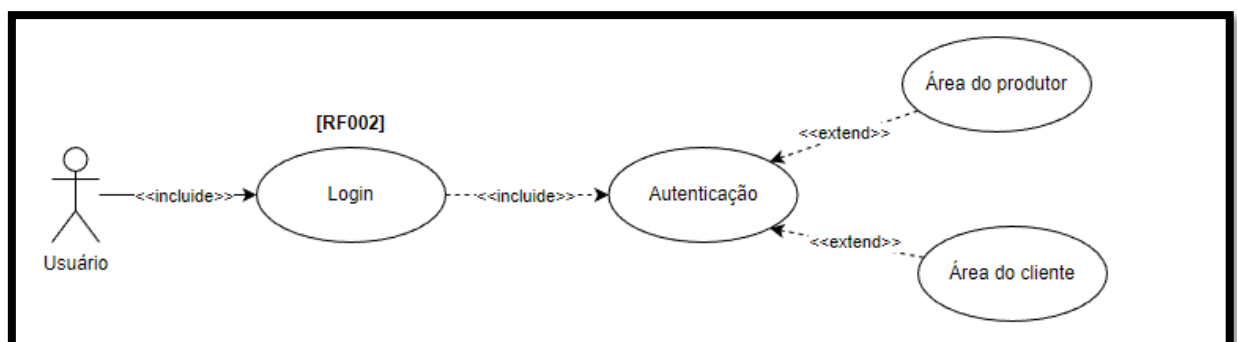 Área do produtor
[RF002]
<<extend>>
<<incluide>>
Login
<<incluide>>
Autenticação
<<extend>>
Usuário
Área do cliente